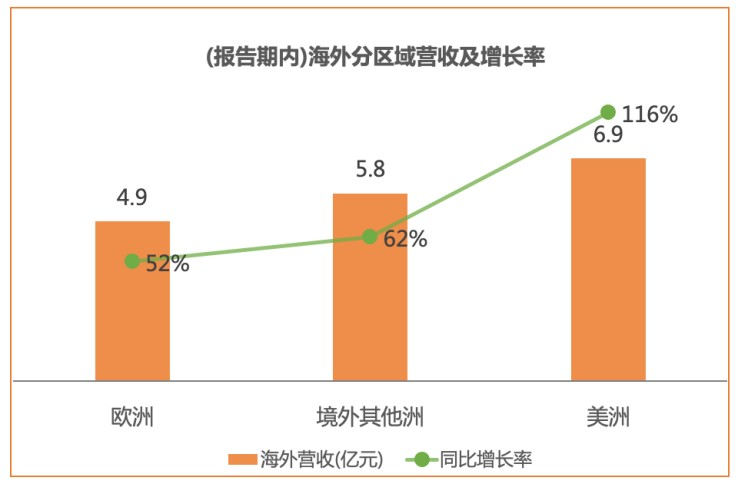 (报告期内)海外分区域营收及增长率
116%
6.9
5.8
4.9
62%
52%
欧洲 境外其他洲 美洲
海外营收(亿元) 同比增长率